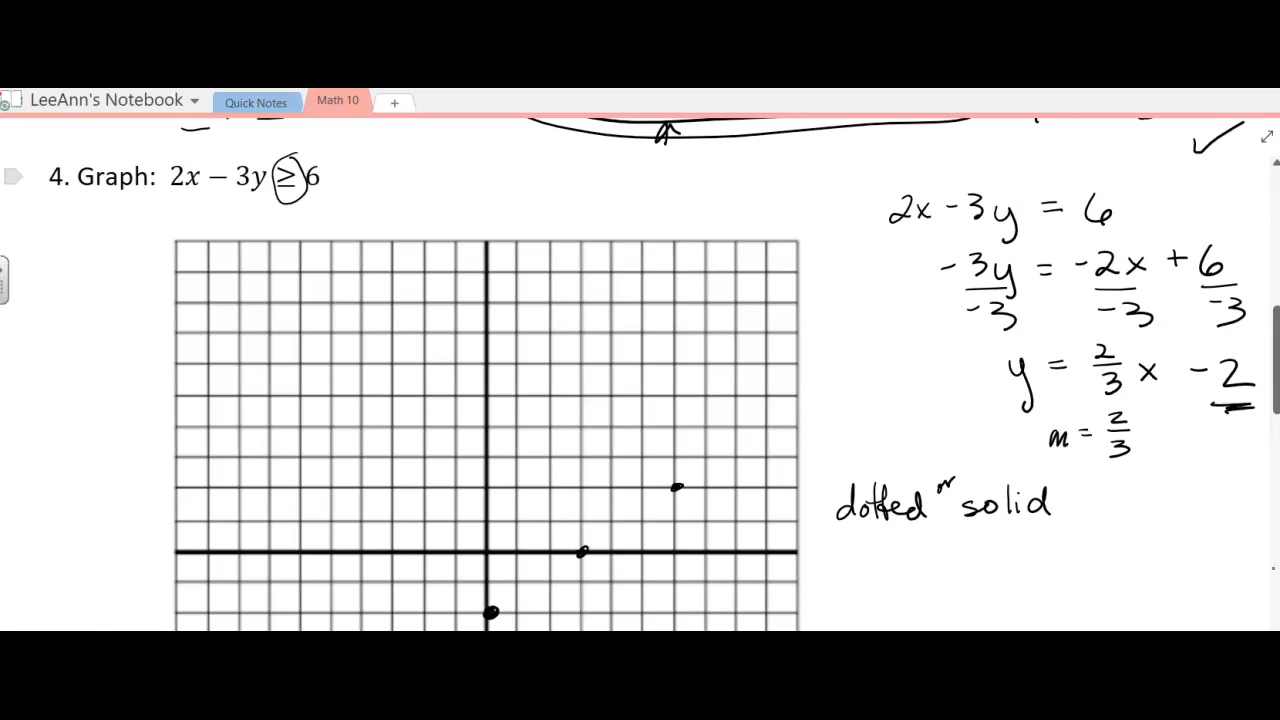 LeeAnn's Notebook
Quick Notes
Math 10
+
4. Graph: 2x − 3y ≥ 6
2x - 3y = 6
-3y = -2x + 6
-3 -3 -3
y = 2/3 x - 2
m = 2/3
dotted or solid